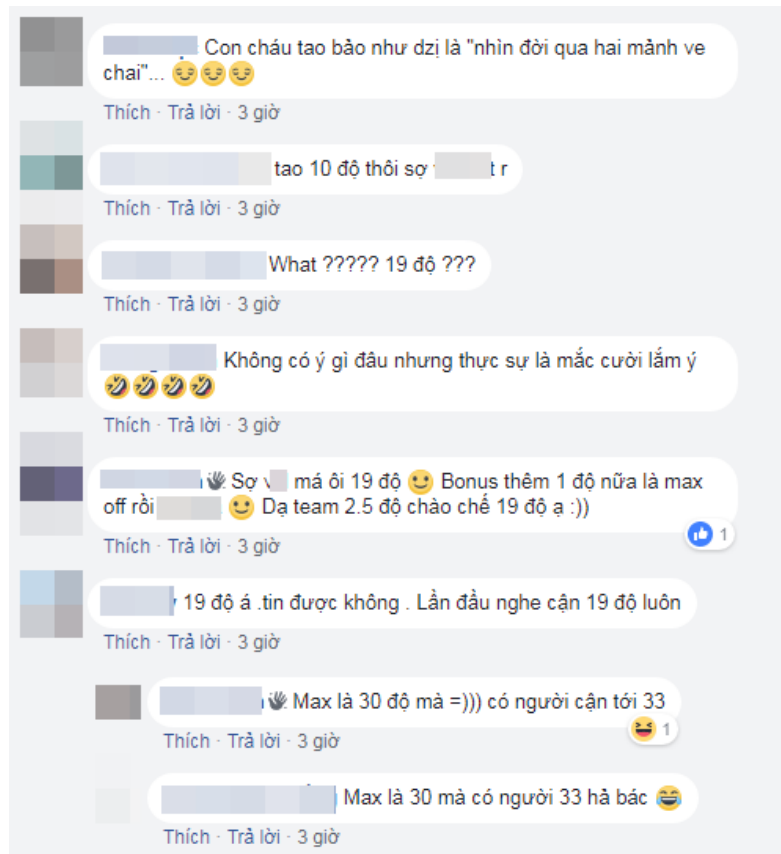 Con cháu tao bảo như dzị là "nhìn đời qua hai mảnh ve
chai"... 😏😏😏
Thích · Trả lời · 3 giờ
tao 10 độ thôi sợ t r
Thích · Trả lời · 3 giờ
What ????? 19 độ ???
Thích · Trả lời · 3 giờ
Không có ý gì đâu nhưng thực sự là mắc cười lắm ý
🤣🤣🤣🤣
Thích · Trả lời · 3 giờ
👋 Sợ v má ôi 19 độ 🙂 Bonus thêm 1 độ nữa là max
off rồi 🙂 Dạ team 2.5 độ chào chế 19 độ ạ :))
1
Thích · Trả lời · 3 giờ
19 độ á .tin được không . Lần đầu nghe cận 19 độ luôn
Thích · Trả lời · 3 giờ
👋 Max là 30 độ mà =))) có người cận tới 33
😆 1
Thích · Trả lời · 3 giờ
Max là 30 mà có người 33 hả bác 😂
Thích · Trả lời · 3 giờ